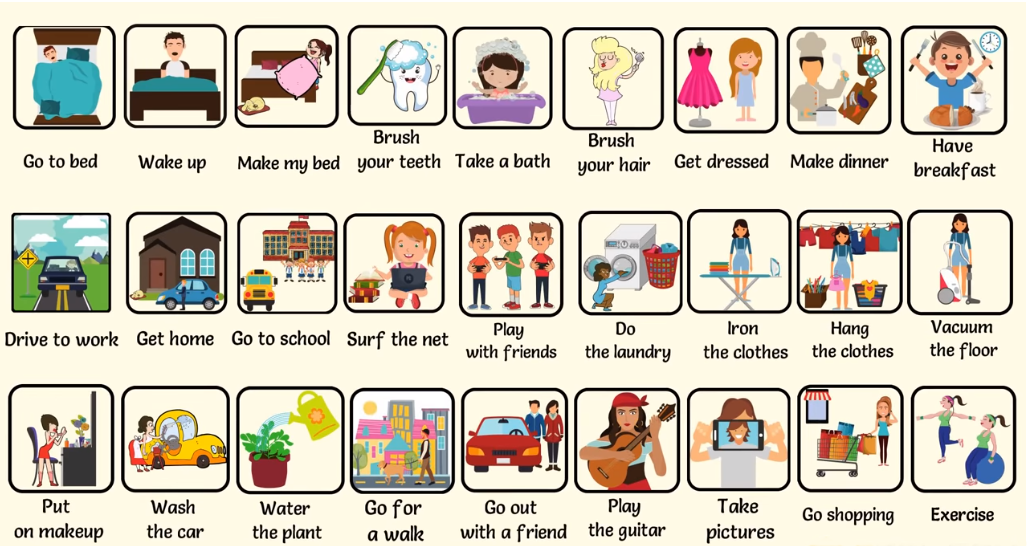 Go to bed
Wake up
Make my bed
Brush
your teeth
Take a bath
Brush
your hair
Get dressed
Make dinner
Have
breakfast
Drive to work
Get home
Go to school
Surf the net
Play
with friends
Do
the laundry
Iron
the clothes
Hang
the clothes
Vacuum
the floor
Put
on makeup
Wash
the car
Water
the plant
Go for
a walk
Go out
with a friend
Play
the guitar
Take
pictures
Go shopping
Exercise